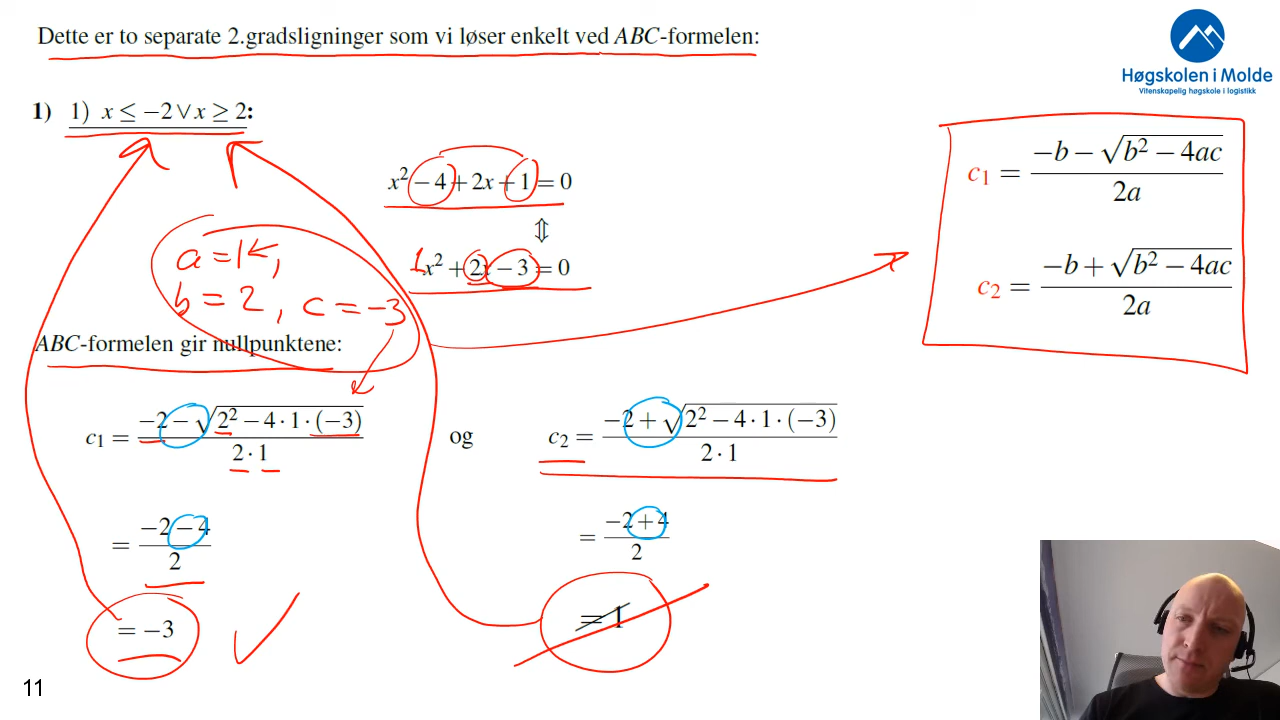 Dette er to separate 2.gradsligninger som vi løser enkelt ved ABC-formelen:
Høgskolen i Molde
Vitenskapelig høgskole i logistikk
1) 1) x ≤ −2 ∨ x ≥ 2:
x² − 4 + 2x + 1 = 0
⇕
1x² + 2x − 3 = 0
a = 1,
b = 2, c = −3
c₁ = (−b − √(b² − 4ac)) / 2a
c₂ = (−b + √(b² − 4ac)) / 2a
ABC-formelen gir nullpunktene:
c₁ = (−2 − √(2² − 4 · 1 · (−3))) / (2 · 1) og c₂ = (−2 + √(2² − 4 · 1 · (−3))) / (2 · 1)
= (−2 − 4) / 2 = (−2 + 4) / 2
= −3 = 1
11